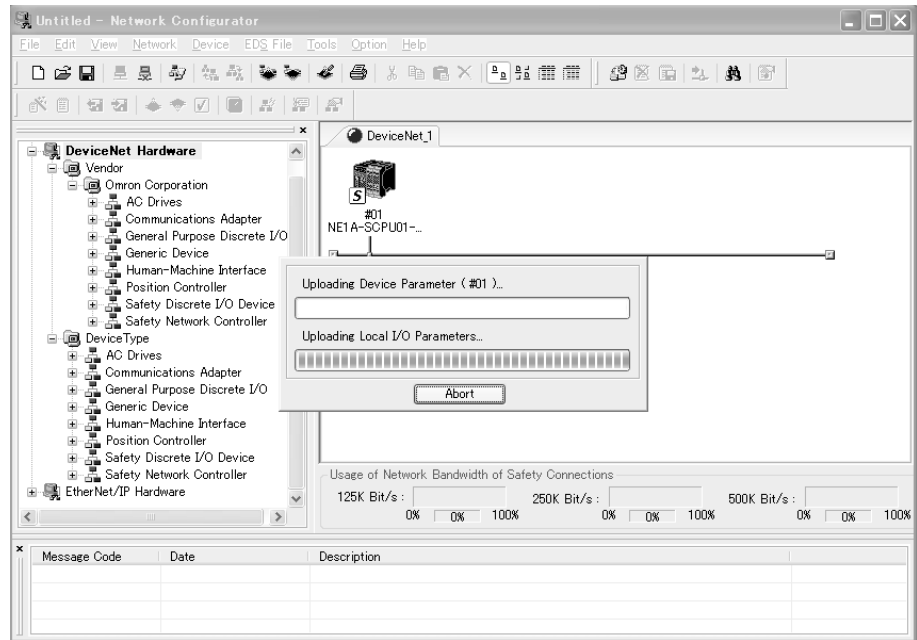 Untitled - Network Configurator
File Edit View Network Device EDS File Tools Option Help
DeviceNet Hardware
Vendor
Omron Corporation
AC Drives
Communications Adapter
General Purpose Discrete I/O
Generic Device
Human-Machine Interface
Position Controller
Safety Discrete I/O Device
Safety Network Controller
DeviceType
AC Drives
Communications Adapter
General Purpose Discrete I/O
Generic Device
Human-Machine Interface
Position Controller
Safety Discrete I/O Device
Safety Network Controller
EtherNet/IP Hardware
DeviceNet_1
S
#01
NE1A-SCPU01-...
Uploading Device Parameter ( #01 )...
Uploading Local I/O Parameters...
Abort
Usage of Network Bandwidth of Safety Connections
125K Bit/s : 250K Bit/s : 500K Bit/s :
0% 0% 100% 0% 0% 100% 0% 0% 100%
Message Code Date Description